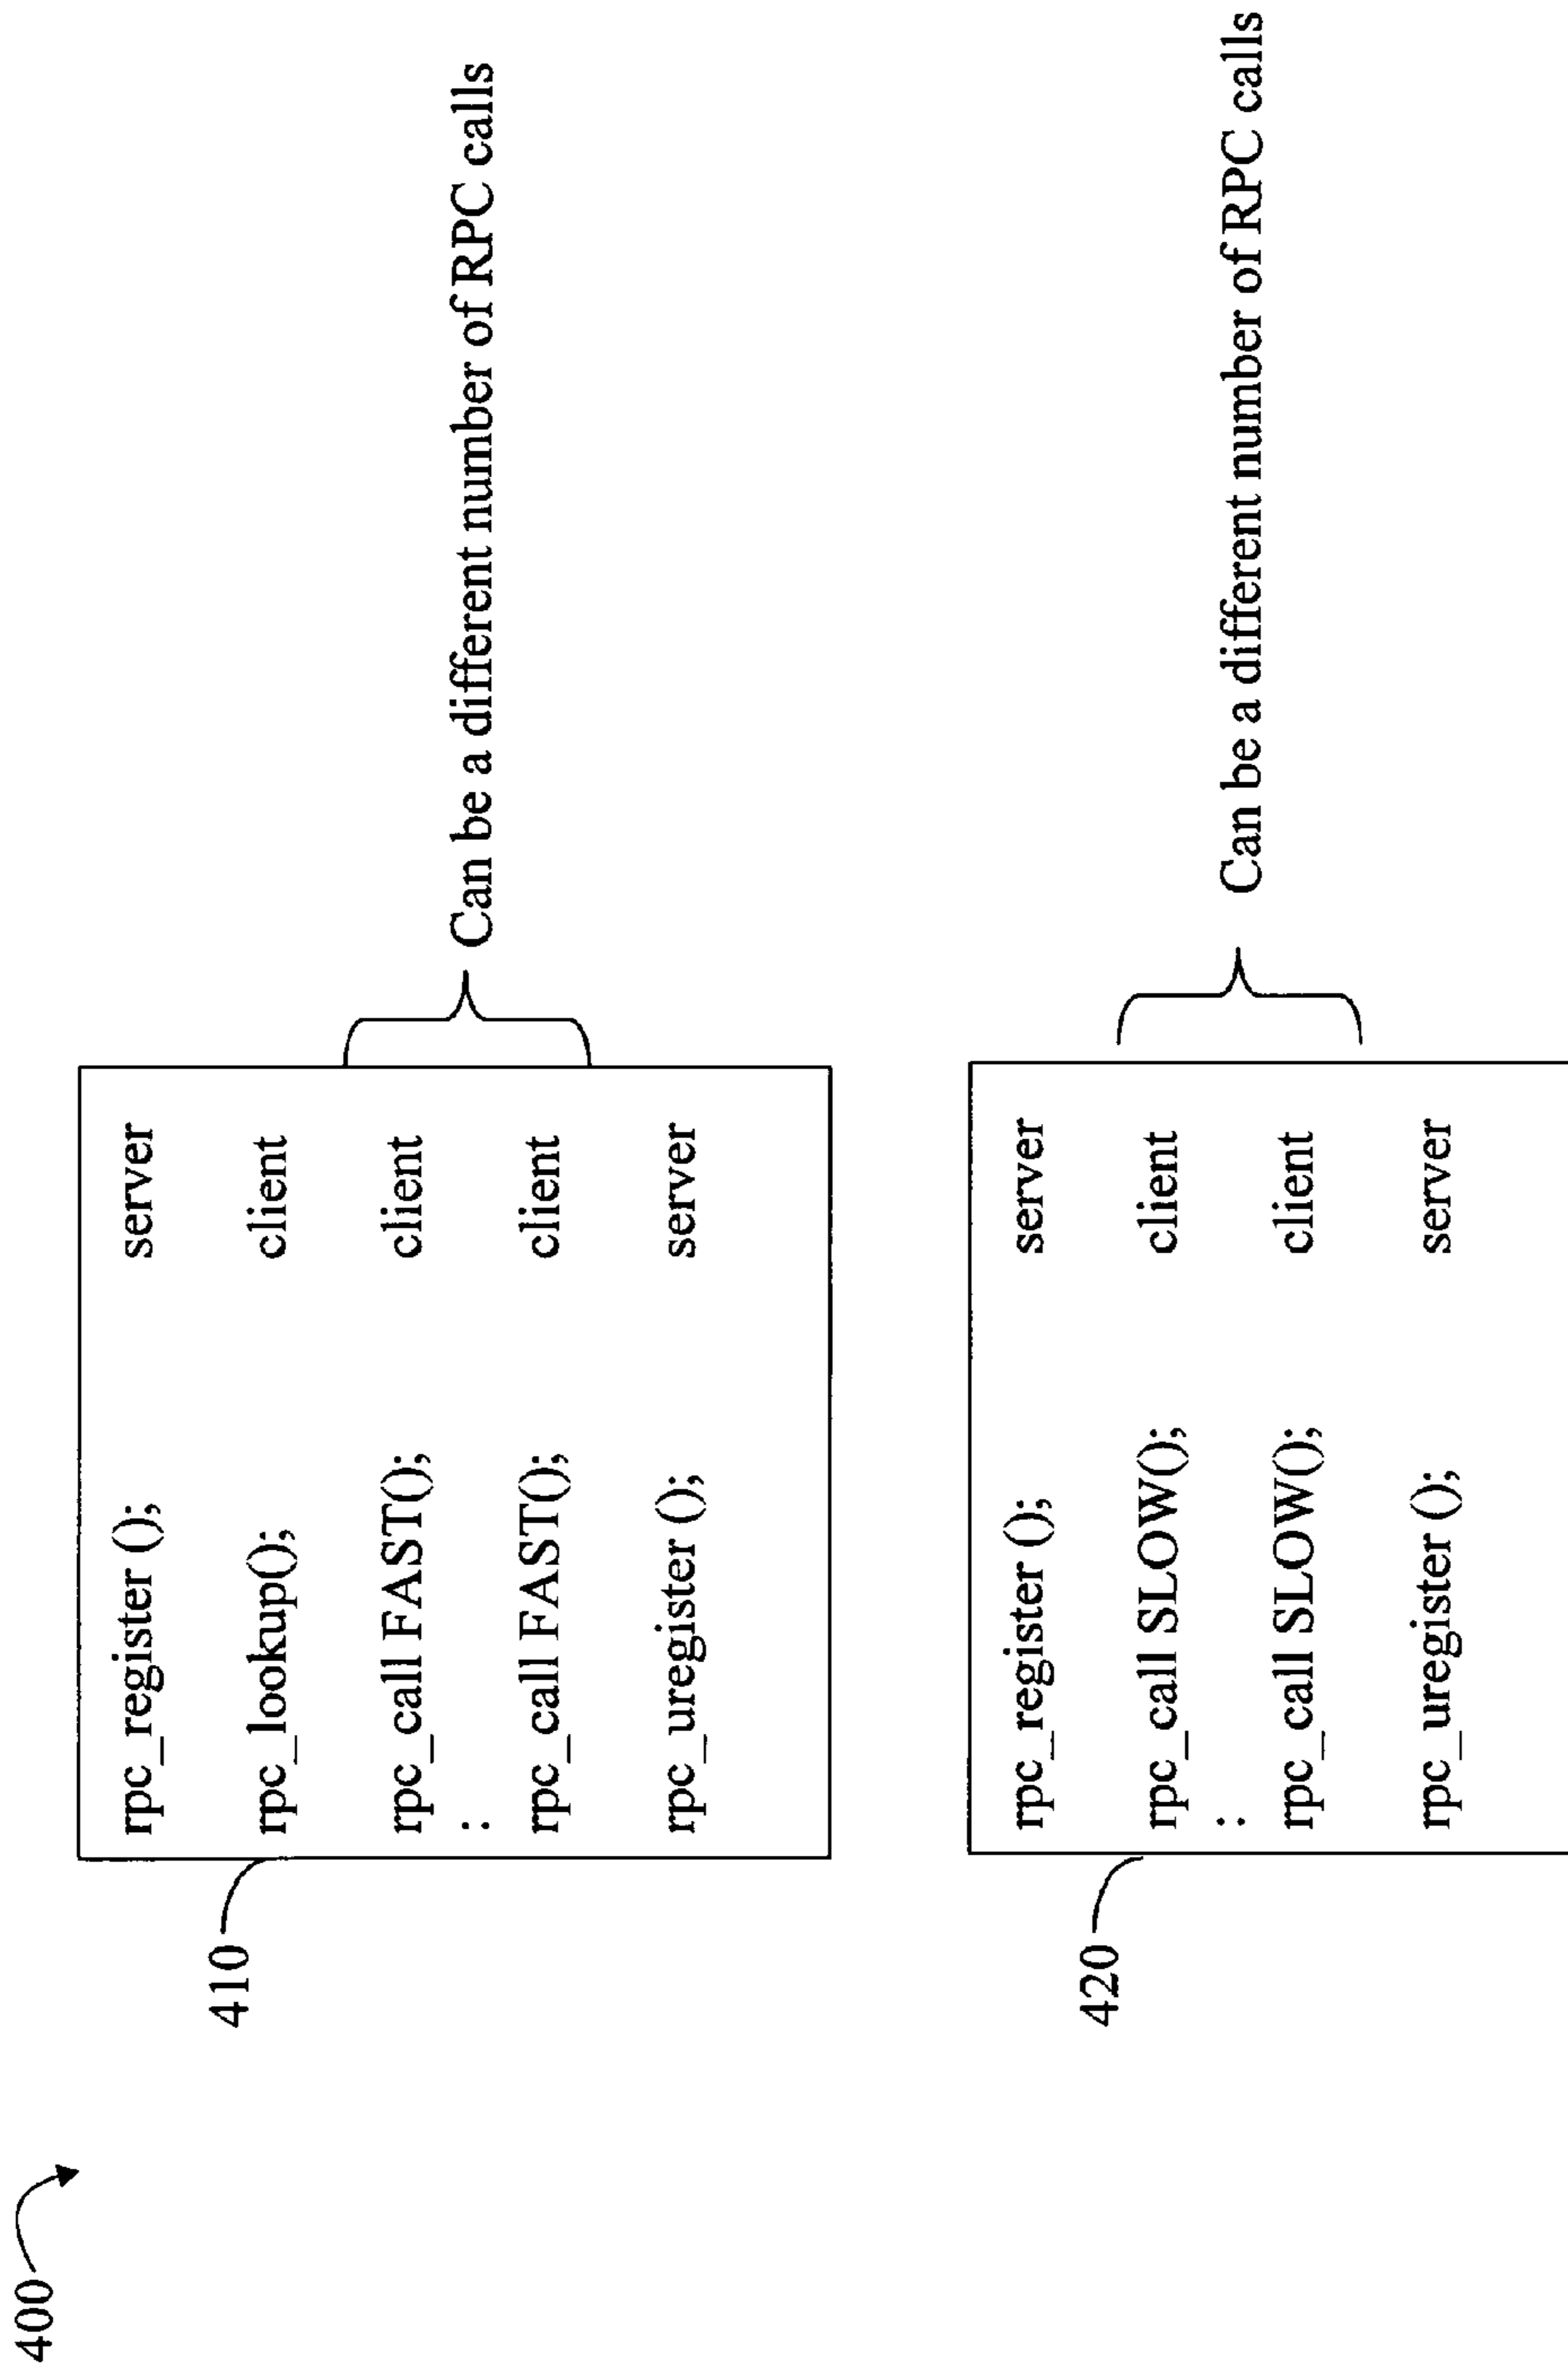 400
410
rpc_register (); server
rpc_lookup(); client
rpc_call FAST(); client
:
rpc_call FAST(); client
rpc_uregister (); server
Can be a different number of RPC calls
420
rpc_register (); server
rpc_call SLOW(); client
:
rpc_call SLOW(); client
rpc_uregister (); server
Can be a different number of RPC calls